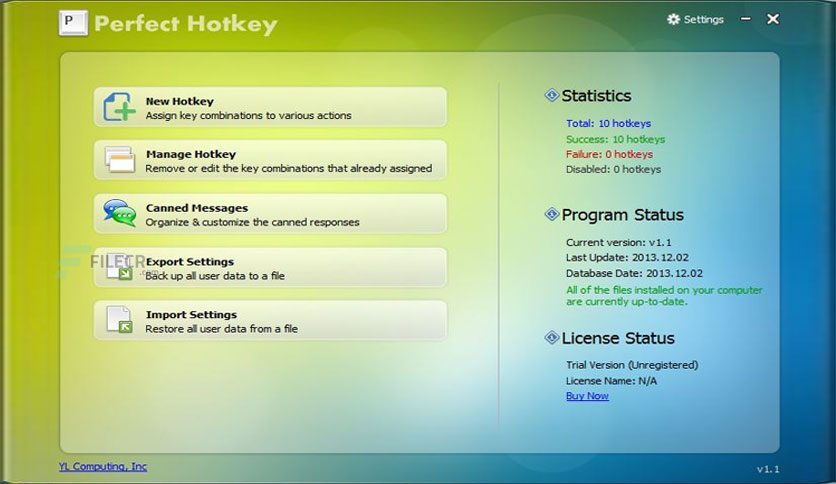 P
Perfect Hotkey
Settings
New Hotkey
Assign key combinations to various actions
Manage Hotkey
Remove or edit the key combinations that already assigned
Canned Messages
Organize & customize the canned responses
Export Settings
Back up all user data to a file
Import Settings
Restore all user data from a file
FILECR
.com
Statistics
Total: 10 hotkeys
Success: 10 hotkeys
Failure: 0 hotkeys
Disabled: 0 hotkeys
Program Status
Current version: v1.1
Last Update: 2013.12.02
Database Date: 2013.12.02
All of the files installed on your computer
are currently up-to-date.
License Status
Trial Version (Unregistered)
License Name: N/A
Buy Now
YL Computing, Inc
v1.1